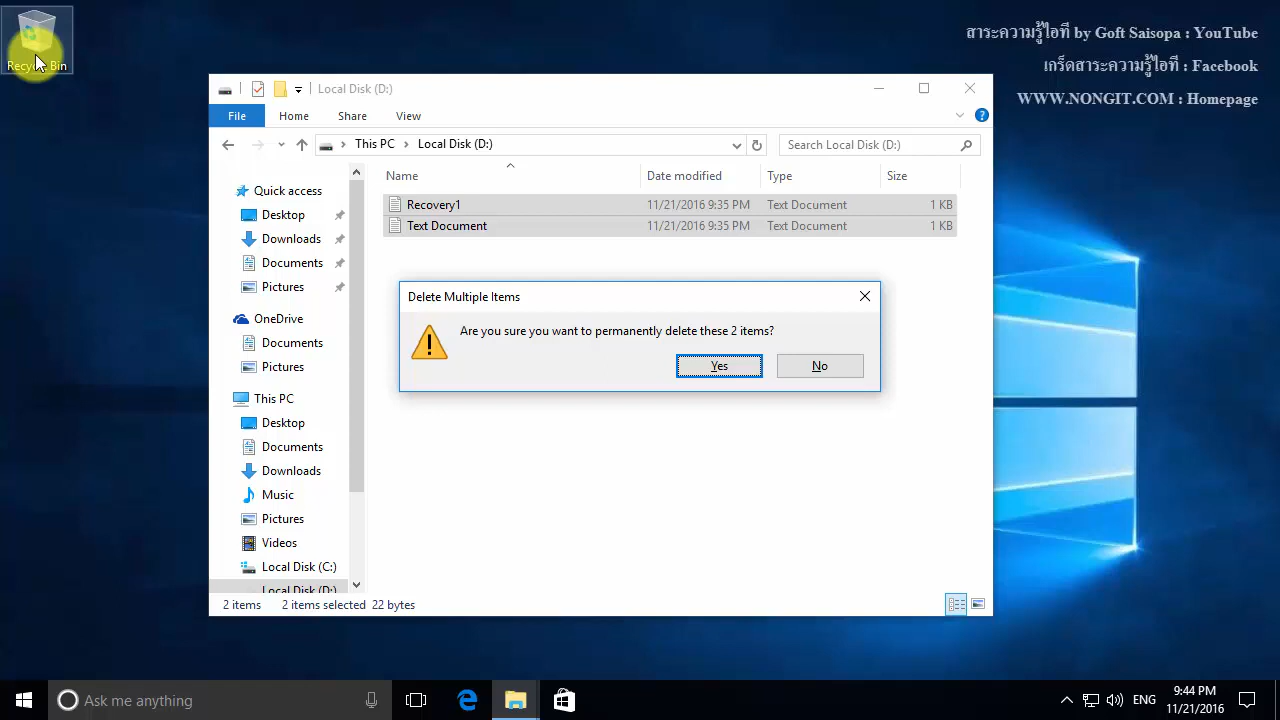 Recycle Bin
สาระความรู้ไอที by Goft Saisopa : YouTube
เกร็ดสาระความรู้ไอที : Facebook
WWW.NONGIT.COM : Homepage
Local Disk (D:)
File Home Share View
This PC Local Disk (D:)
Search Local Disk (D:)
Name Date modified Type Size
Recovery1 11/21/2016 9:35 PM Text Document 1 KB
Text Document 11/21/2016 9:35 PM Text Document 1 KB
Quick access
Desktop
Downloads
Documents
Pictures
OneDrive
Documents
Pictures
This PC
Desktop
Documents
Downloads
Music
Pictures
Videos
Local Disk (C:)
Local Disk (D:)
Delete Multiple Items
Are you sure you want to permanently delete these 2 items?
Yes No
2 items 2 items selected 22 bytes
Ask me anything
ENG
9:44 PM
11/21/2016